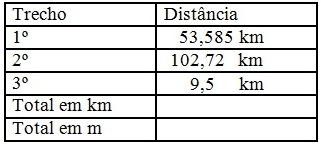 Trecho Distância
1º 53,585 km
2º 102,72 km
3º 9,5 km
Total em km
Total em m